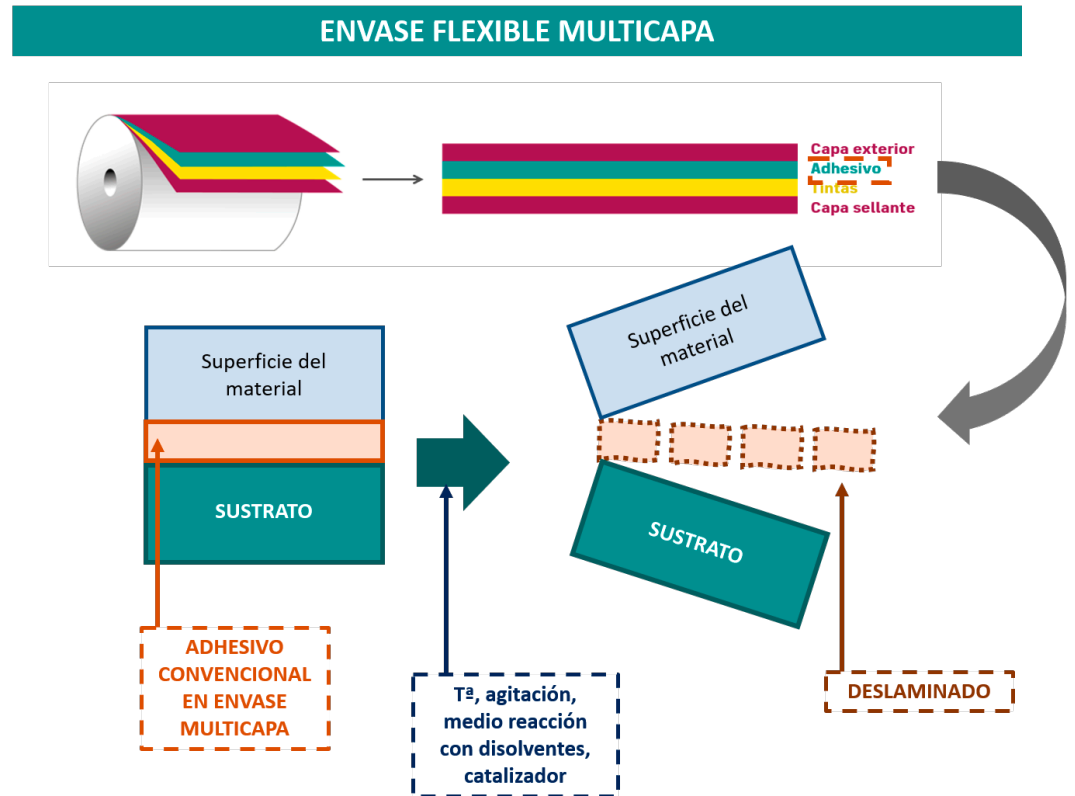 ENVASE FLEXIBLE MULTICAPA
Capa exterior
Adhesivo
Tintas
Capa sellante
Superficie del
material
SUSTRATO
Superficie del
material
SUSTRATO
ADHESIVO
CONVENCIONAL
EN ENVASE
MULTICAPA
Tª, agitación,
medio reacción
con disolventes,
catalizador
DESLAMINADO